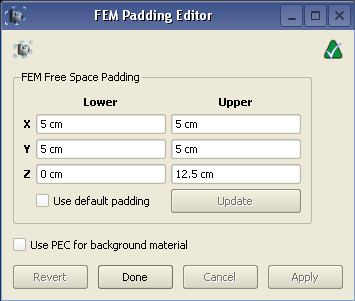 FEM Padding Editor
FEM Free Space Padding
Lower Upper
X 5 cm 5 cm
Y 5 cm 5 cm
Z 0 cm 12.5 cm
Use default padding Update
Use PEC for background material
Revert Done Cancel Apply